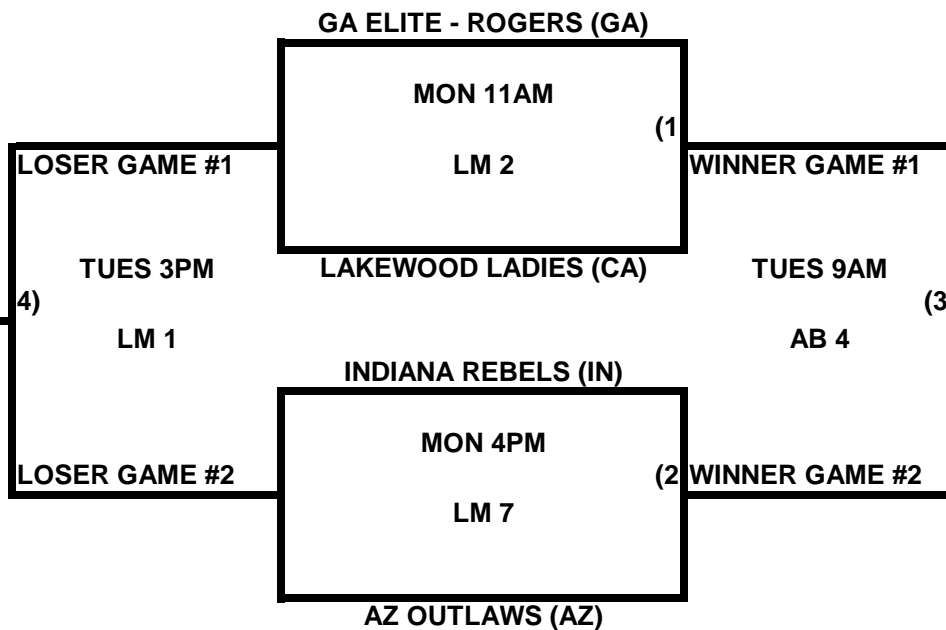 GA ELITE - ROGERS (GA)
MON 11AM
(1
LOSER GAME #1
LM 2
WINNER GAME #1
TUES 3PM
LAKEWOOD LADIES (CA)
TUES 9AM
4)
(3
LM 1
AB 4
INDIANA REBELS (IN)
MON 4PM
LOSER GAME #2
(2
WINNER GAME #2
LM 7
AZ OUTLAWS (AZ)